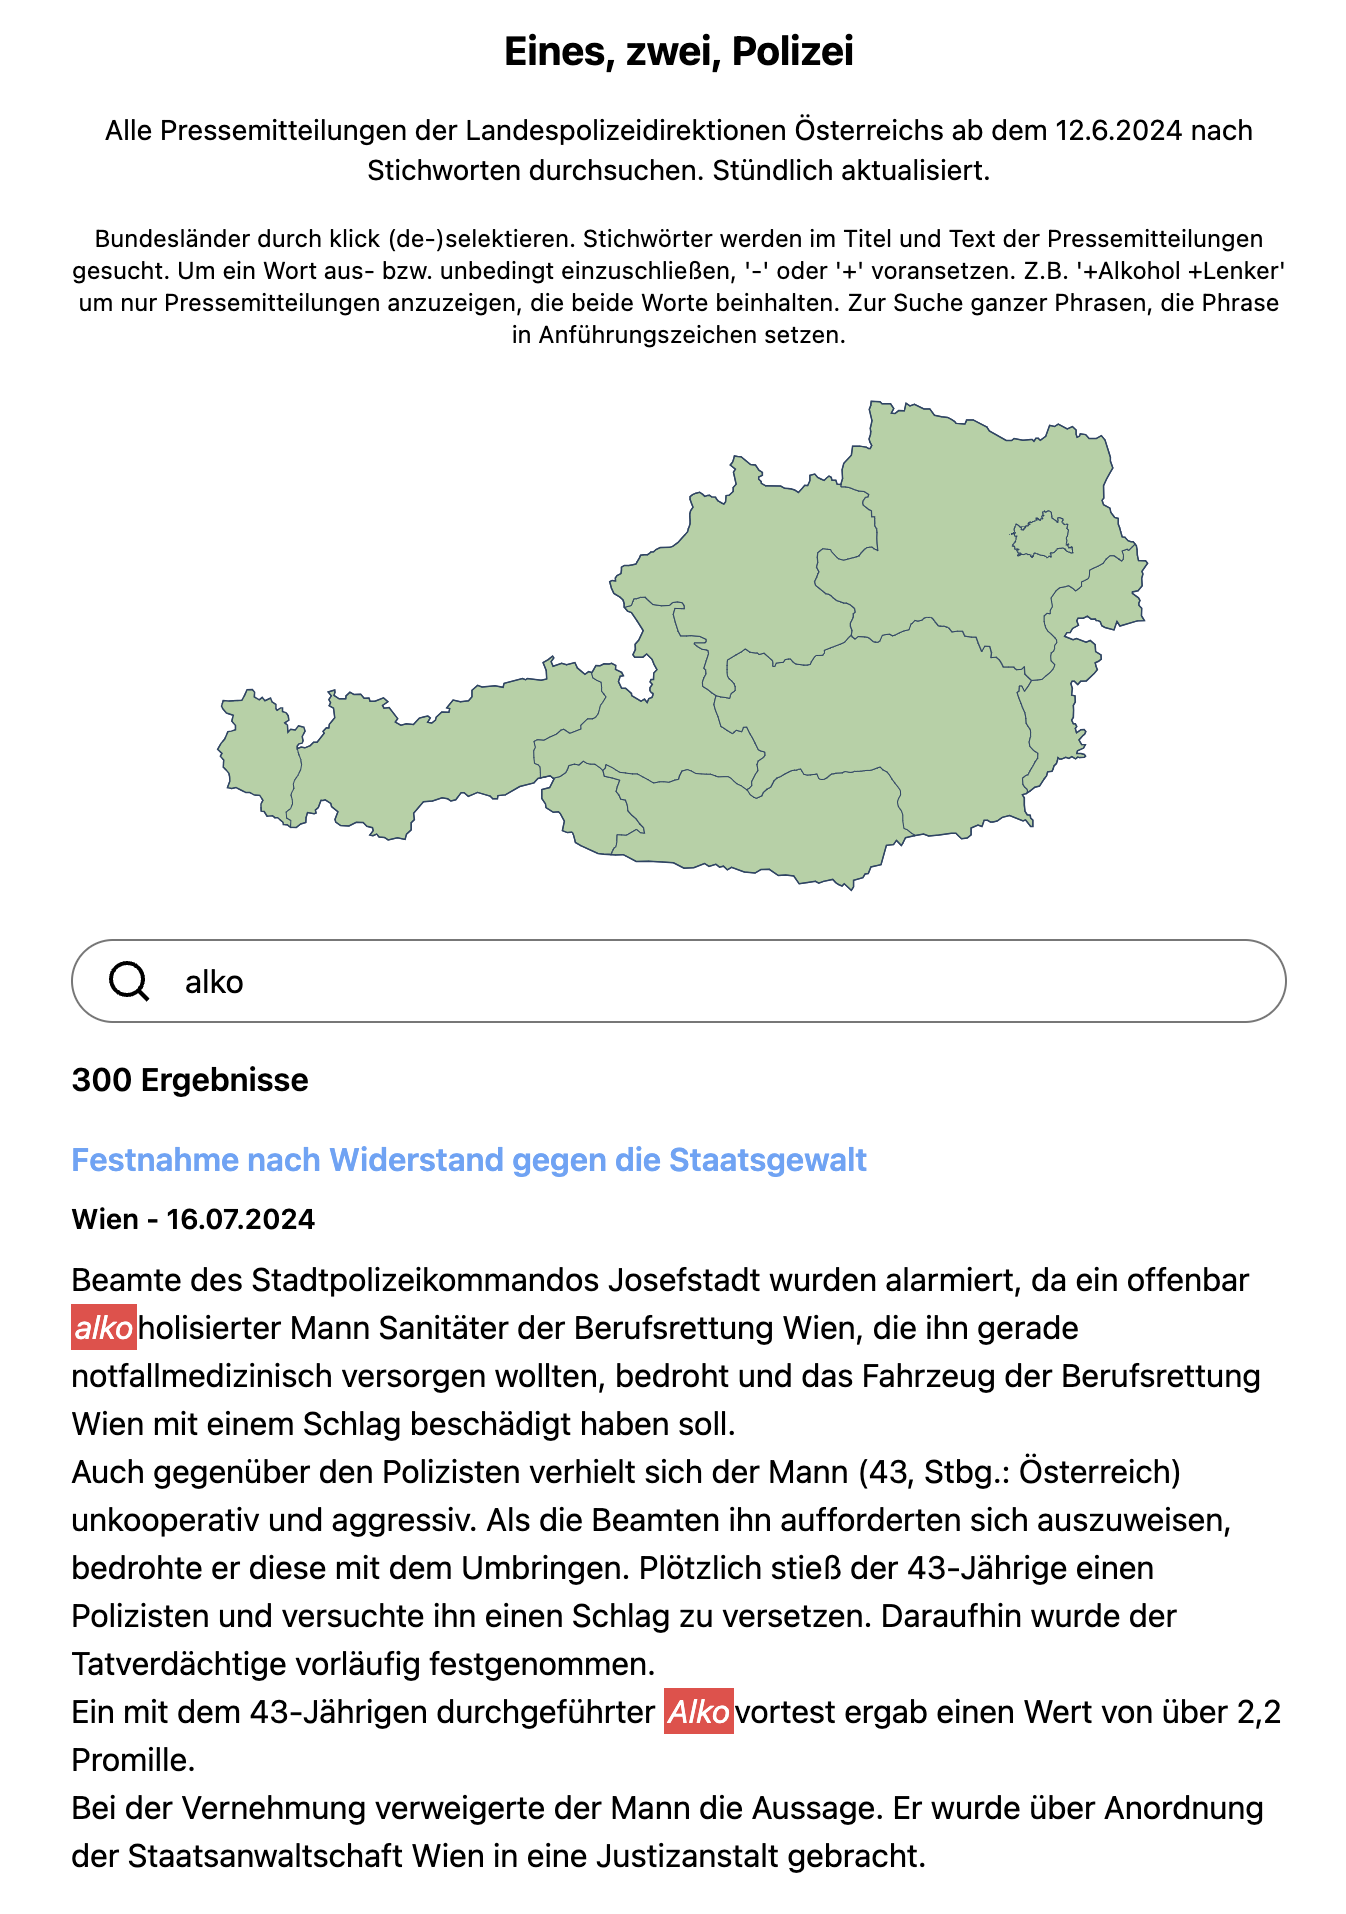 Eines, zwei, Polizei
Alle Pressemitteilungen der Landespolizeidirektionen Österreichs ab dem 12.6.2024 nach
Stichworten durchsuchen. Stündlich aktualisiert.
Bundesländer durch klick (de-)selektieren. Stichwörter werden im Titel und Text der Pressemitteilungen
gesucht. Um ein Wort aus- bzw. unbedingt einzuschließen, '-' oder '+' voransetzen. Z.B. '+Alkohol +Lenker'
um nur Pressemitteilungen anzuzeigen, die beide Worte beinhalten. Zur Suche ganzer Phrasen, die Phrase
in Anführungszeichen setzen.
alko
300 Ergebnisse
Festnahme nach Widerstand gegen die Staatsgewalt
Wien - 16.07.2024
Beamte des Stadtpolizeikommandos Josefstadt wurden alarmiert, da ein offenbar
alkoholisierter Mann Sanitäter der Berufsrettung Wien, die ihn gerade
notfallmedizinisch versorgen wollten, bedroht und das Fahrzeug der Berufsrettung
Wien mit einem Schlag beschädigt haben soll.
Auch gegenüber den Polizisten verhielt sich der Mann (43, Stbg.: Österreich)
unkooperativ und aggressiv. Als die Beamten ihn aufforderten sich auszuweisen,
bedrohte er diese mit dem Umbringen. Plötzlich stieß der 43-Jährige einen
Polizisten und versuchte ihn einen Schlag zu versetzen. Daraufhin wurde der
Tatverdächtige vorläufig festgenommen.
Ein mit dem 43-Jährigen durchgeführter Alkovortest ergab einen Wert von über 2,2
Promille.
Bei der Vernehmung verweigerte der Mann die Aussage. Er wurde über Anordnung
der Staatsanwaltschaft Wien in eine Justizanstalt gebracht.